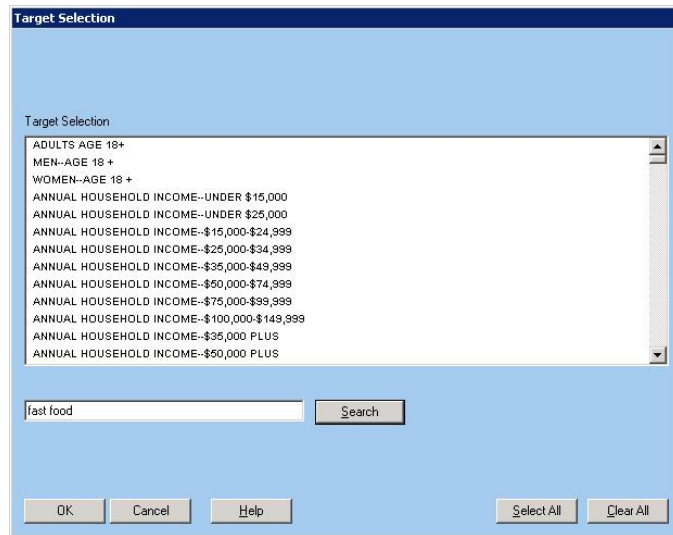 Target Selection
Target Selection
ADULTS AGE 18+
MEN--AGE 18 +
WOMEN--AGE 18 +
ANNUAL HOUSEHOLD INCOME--UNDER $15,000
ANNUAL HOUSEHOLD INCOME--UNDER $25,000
ANNUAL HOUSEHOLD INCOME--$15,000-$24,999
ANNUAL HOUSEHOLD INCOME--$25,000-$34,999
ANNUAL HOUSEHOLD INCOME--$35,000-$49,999
ANNUAL HOUSEHOLD INCOME--$50,000-$74,999
ANNUAL HOUSEHOLD INCOME--$75,000-$99,999
ANNUAL HOUSEHOLD INCOME--$100,000-$149,999
ANNUAL HOUSEHOLD INCOME--$35,000 PLUS
ANNUAL HOUSEHOLD INCOME--$50,000 PLUS
fast food Search
OK Cancel Help Select All Clear All